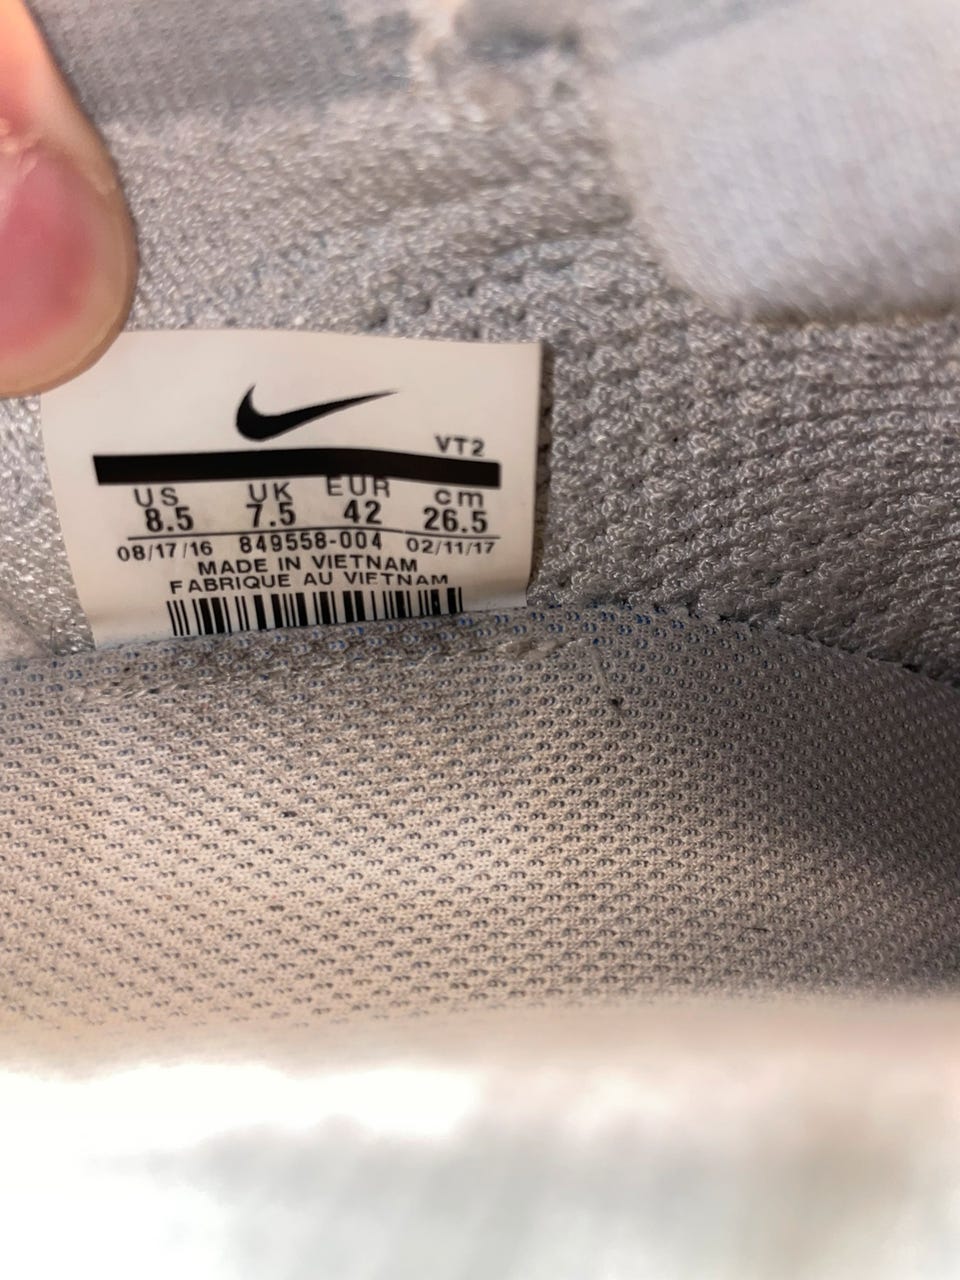 VT2
US UK EUR cm
8.5 7.5 42 26.5
08/17/16 849558-004 02/11/17
MADE IN VIETNAM
FABRIQUE AU VIETNAM